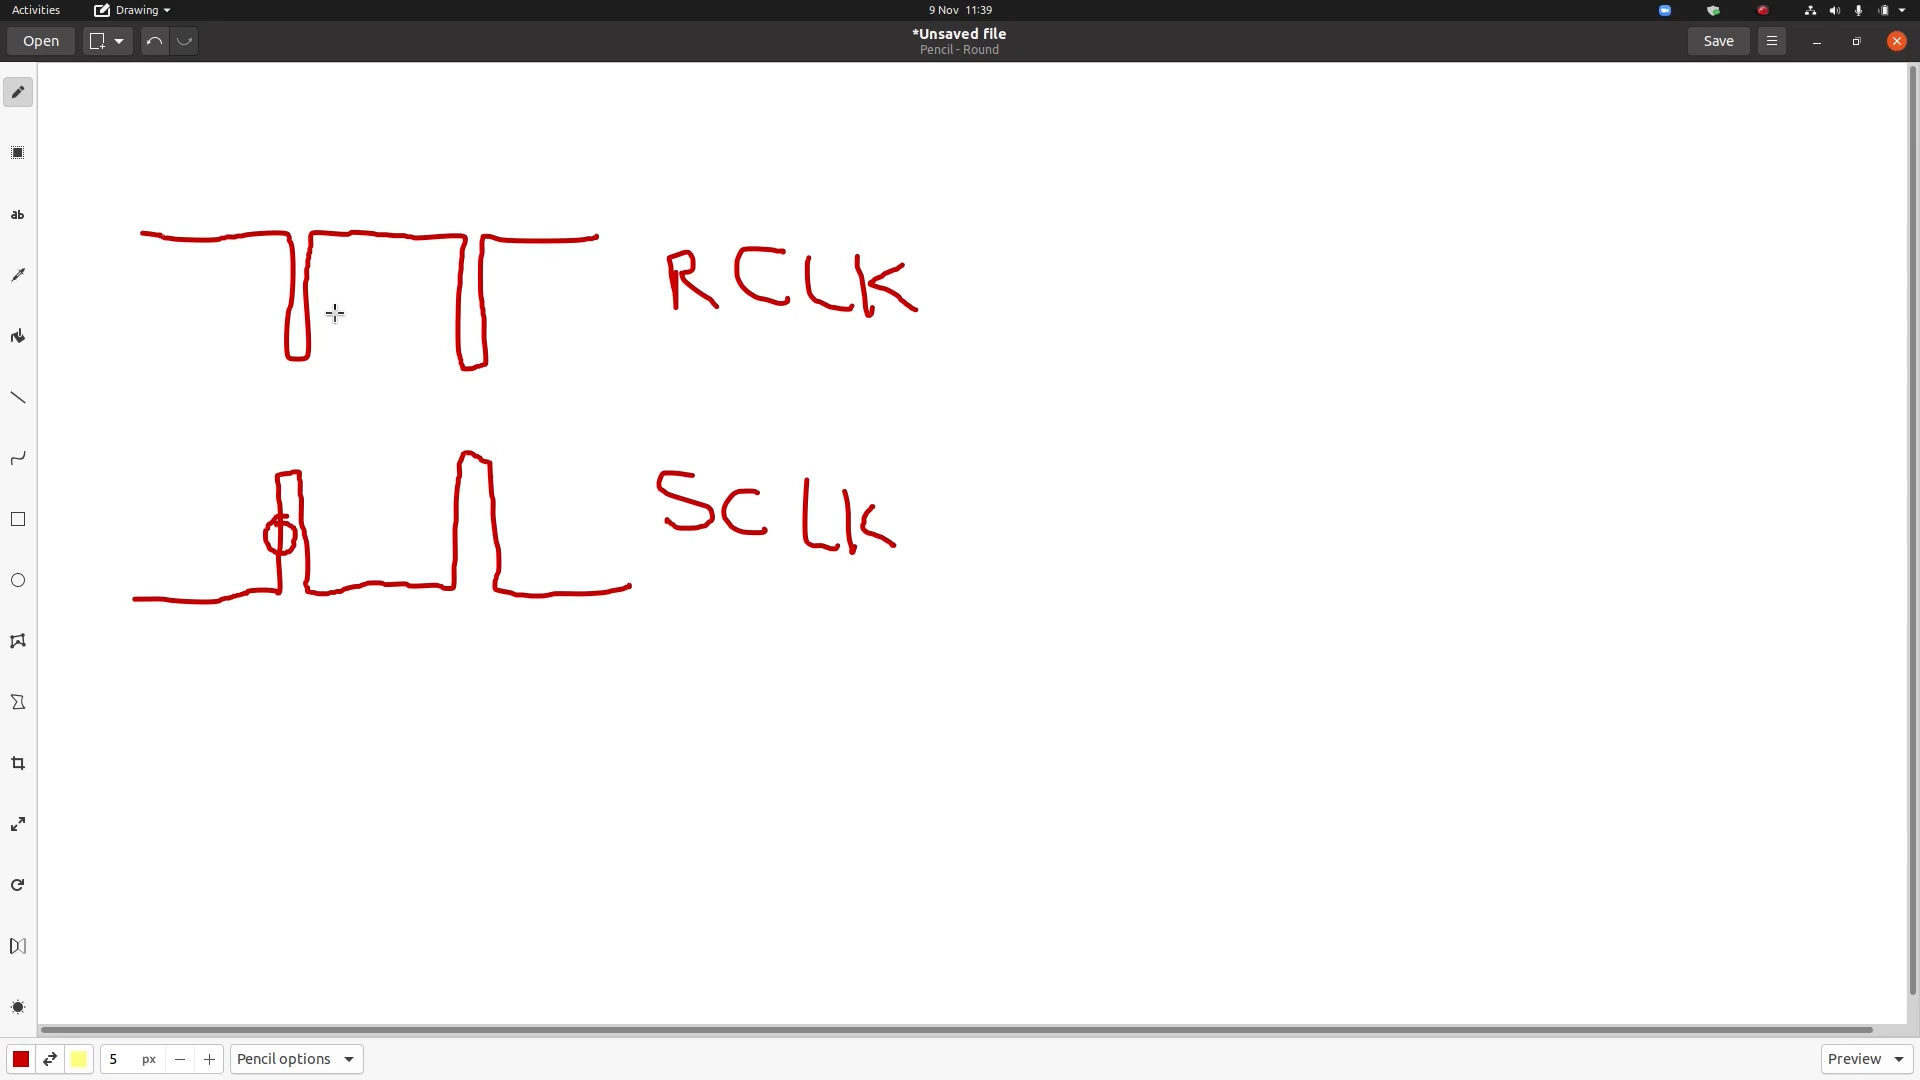 Activities
Drawing
9 Nov 11:39
Open
*Unsaved file
Pencil - Round
Save
ab
RCLK
SCLK
5 px
Pencil options
Preview